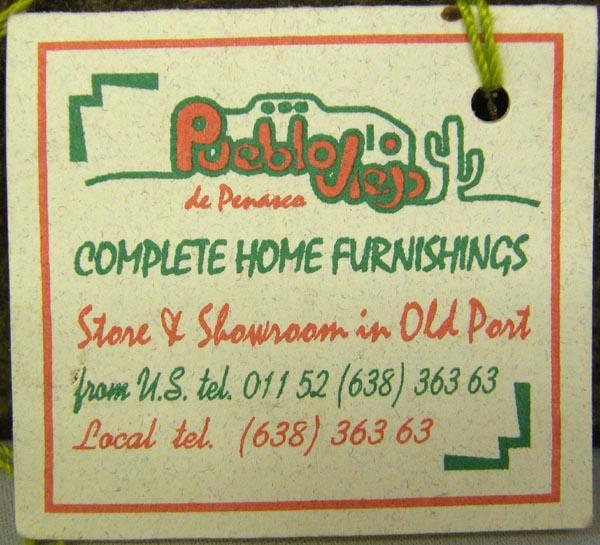 Pueblo Viejo
de Penasco
COMPLETE HOME FURNISHINGS
Store & Showroom in Old Port
from U.S. tel. 011 52 (638) 363 63
Local tel. (638) 363 63